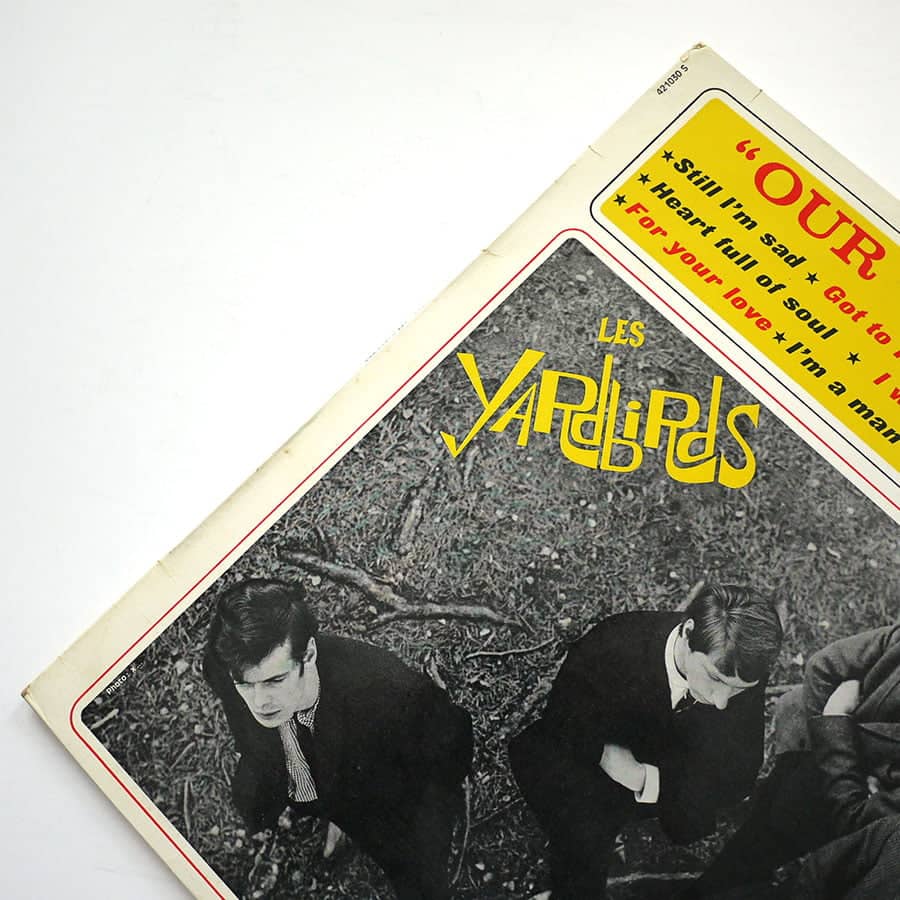 421030 S
“OUR
★ Still I'm sad ★ Got to
★ Heart full of soul ★ I
★ For your love ★ I'm a man
LES
YARDBIRDS
Photo